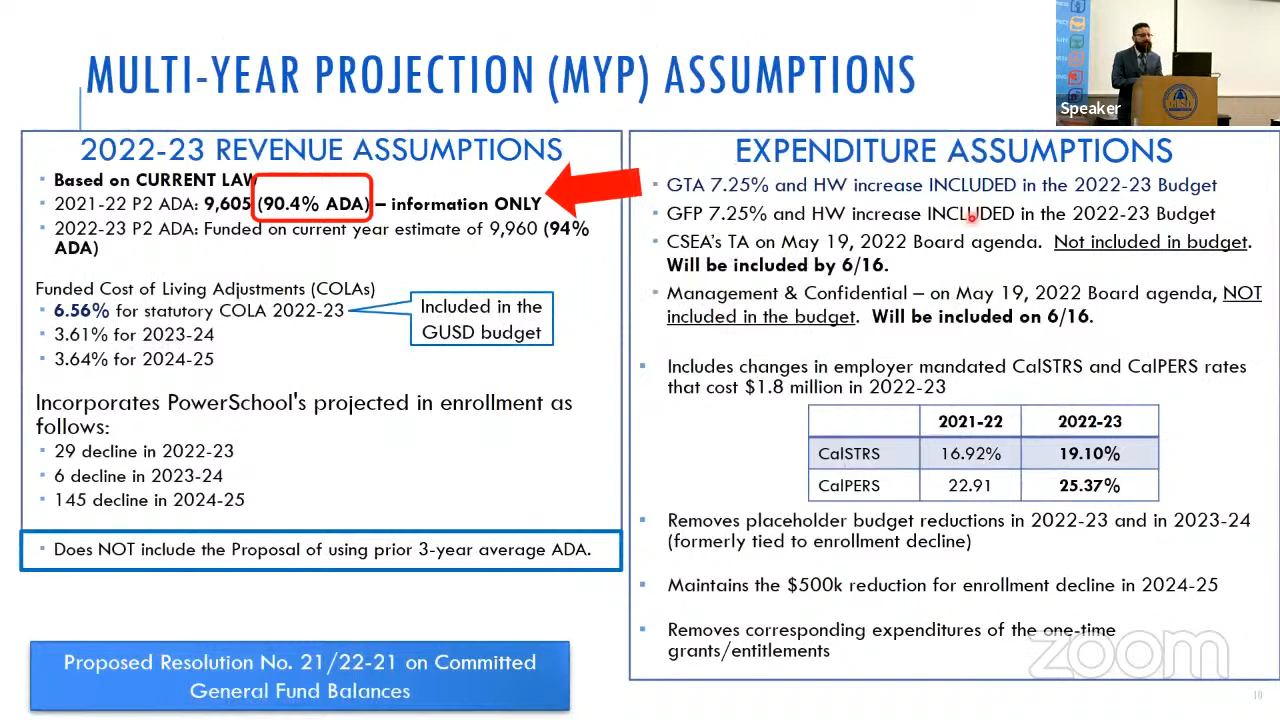 MULTI-YEAR PROJECTION (MYP) ASSUMPTIONS
Speaker
2022-23 REVENUE ASSUMPTIONS
Based on CURRENT LAW
2021-22 P2 ADA: 9,605 (90.4% ADA) – information ONLY
2022-23 P2 ADA: Funded on current year estimate of 9,960 (94%
ADA)
Funded Cost of Living Adjustments (COLAs)
6.56% for statutory COLA 2022-23
3.61% for 2023-24
3.64% for 2024-25
Included in the
GUSD budget
Incorporates PowerSchool's projected in enrollment as
follows:
29 decline in 2022-23
6 decline in 2023-24
145 decline in 2024-25
Does NOT include the Proposal of using prior 3-year average ADA.
Proposed Resolution No. 21/22-21 on Committed
General Fund Balances
EXPENDITURE ASSUMPTIONS
GTA 7.25% and HW increase INCLUDED in the 2022-23 Budget
GFP 7.25% and HW increase INCLUDED in the 2022-23 Budget
CSEA's TA on May 19, 2022 Board agenda. Not included in budget.
Will be included by 6/16.
Management & Confidential – on May 19, 2022 Board agenda, NOT
included in the budget. Will be included on 6/16.
Includes changes in employer mandated CalSTRS and CalPERS rates
that cost $1.8 million in 2022-23
2021-22 2022-23
CalSTRS 16.92% 19.10%
CalPERS 22.91 25.37%
Removes placeholder budget reductions in 2022-23 and in 2023-24
(formerly tied to enrollment decline)
Maintains the $500k reduction for enrollment decline in 2024-25
Removes corresponding expenditures of the one-time
grants/entitlements
zoom
10